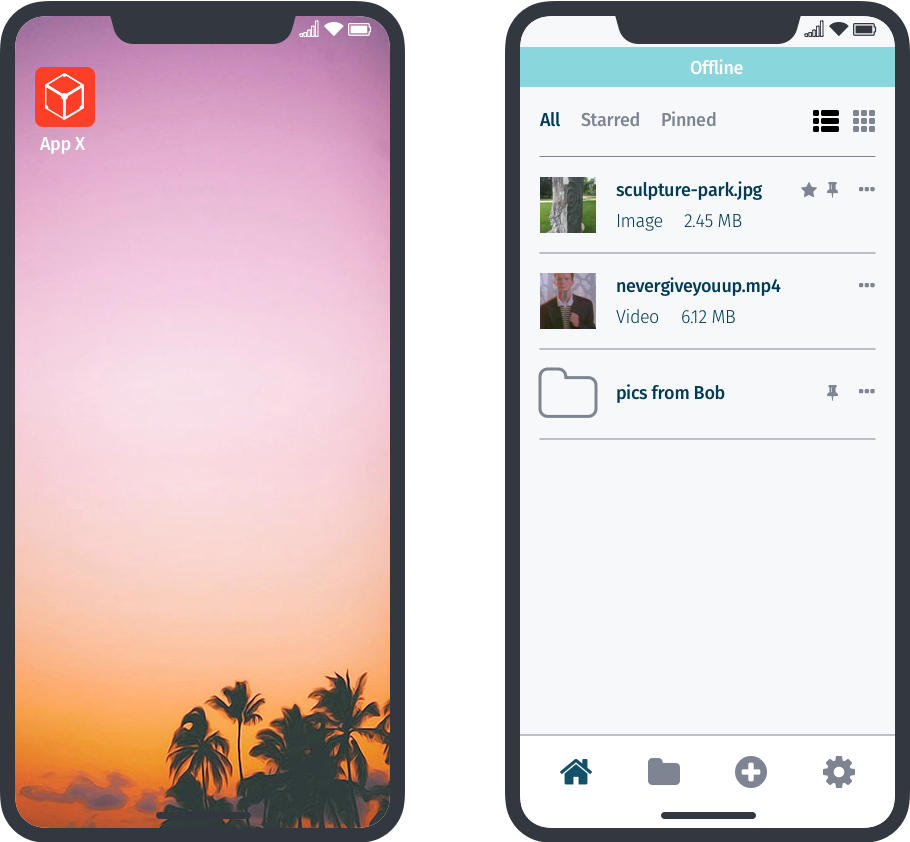 App X
Offline
All Starred Pinned
sculpture-park.jpg
Image 2.45 MB
nevergiveyouup.mp4
Video 6.12 MB
pics from Bob